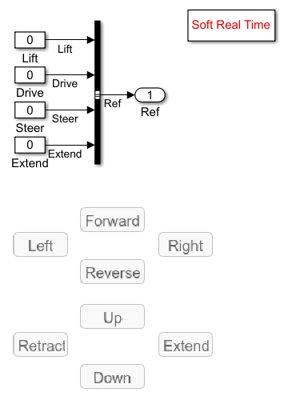 Soft Real Time
0
Lift
Lift
0
Drive
Drive
Ref
1
Ref
0
Steer
Steer
0
Extend
Extend
Forward
Left
Right
Reverse
Up
Retract
Extend
Down